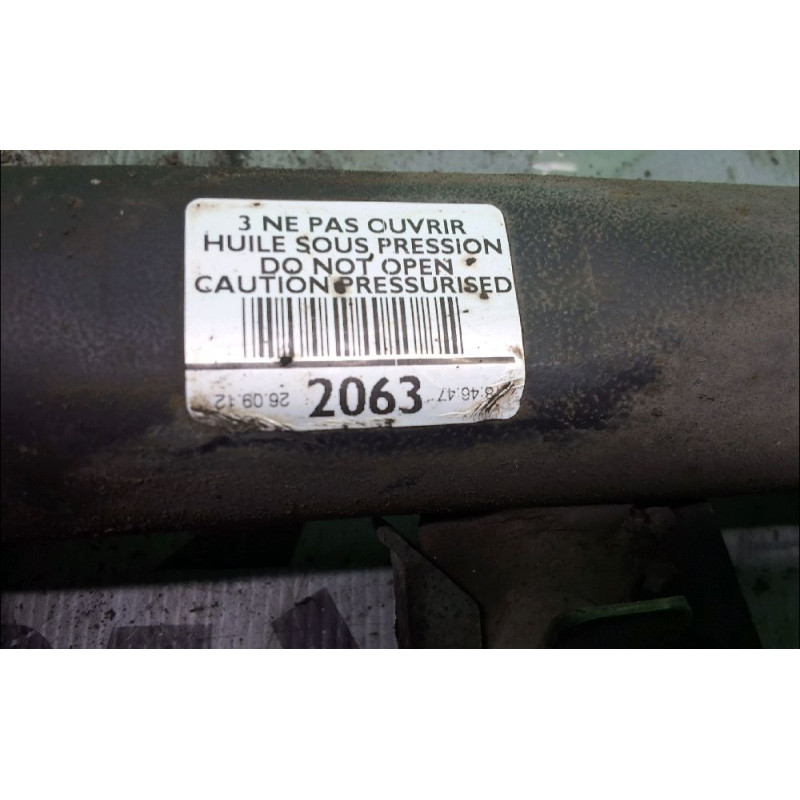 3 NE PAS OUVRIR
HUILE SOUS PRESSION
DO NOT OPEN
CAUTION PRESSURISED
26.09.12
2063